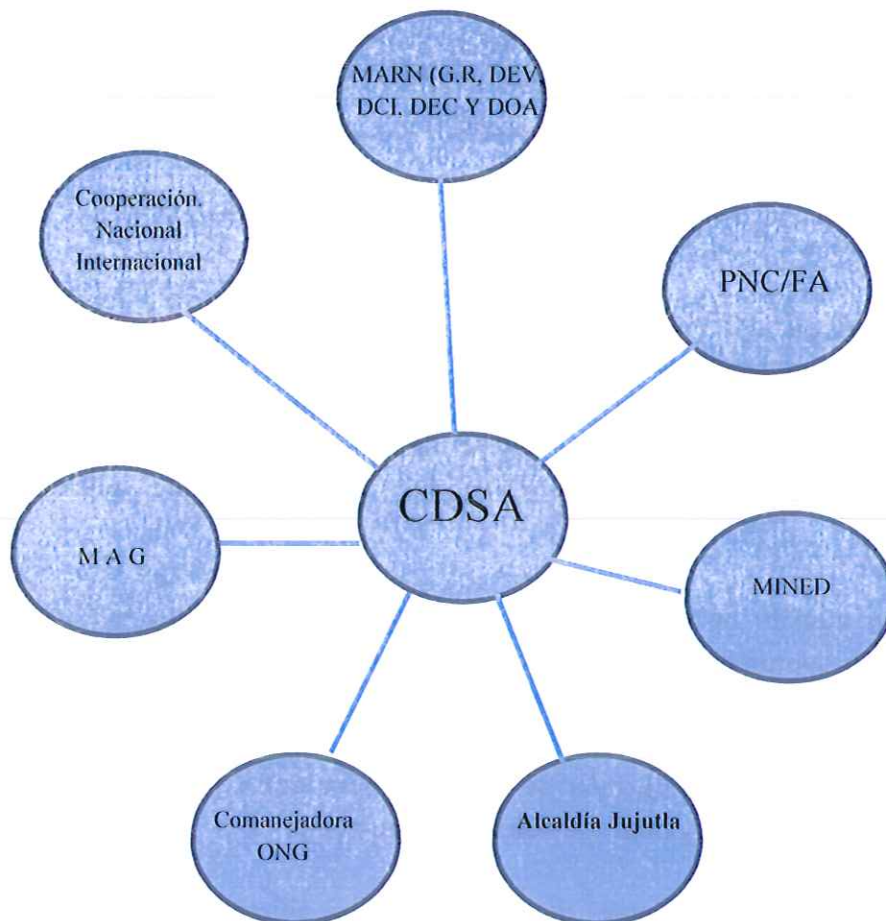 MARN (G.R, DEV,
DCI, DEC Y DOA
Cooperación.
Nacional
Internacional
PNC/FA
CDSA
M A G
MINED
Comanejadora
ONG
Alcaldía Jujutla